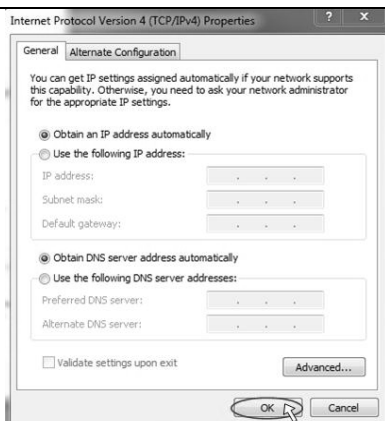 Internet Protocol Version 4 (TCP/IPv4) Properties
General Alternate Configuration
You can get IP settings assigned automatically if your network supports
this capability. Otherwise, you need to ask your network administrator
for the appropriate IP settings.
Obtain an IP address automatically
Use the following IP address:
IP address:
Subnet mask:
Default gateway:
Obtain DNS server address automatically
Use the following DNS server addresses:
Preferred DNS server:
Alternate DNS server:
Validate settings upon exit
Advanced...
OK Cancel